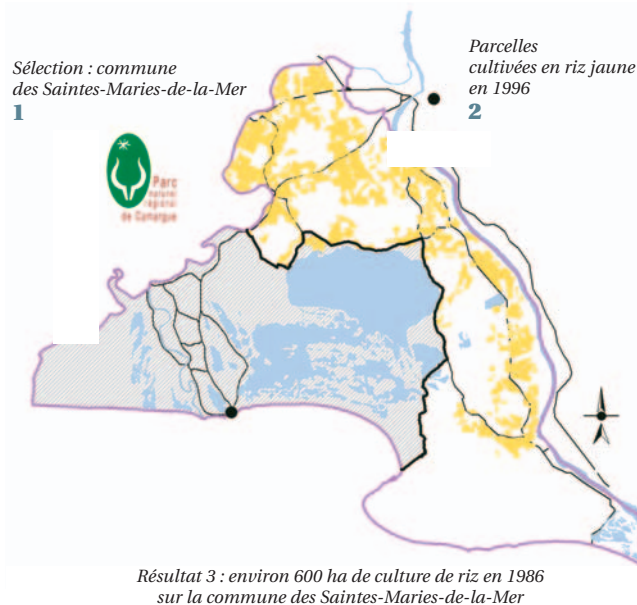 Sélection : commune
des Saintes-Maries-de-la-Mer
1
Parcelles
cultivées en riz jaune
en 1996
2
Parc
naturel
régional
de Camargue
Résultat 3 : environ 600 ha de culture de riz en 1986
sur la commune des Saintes-Maries-de-la-Mer